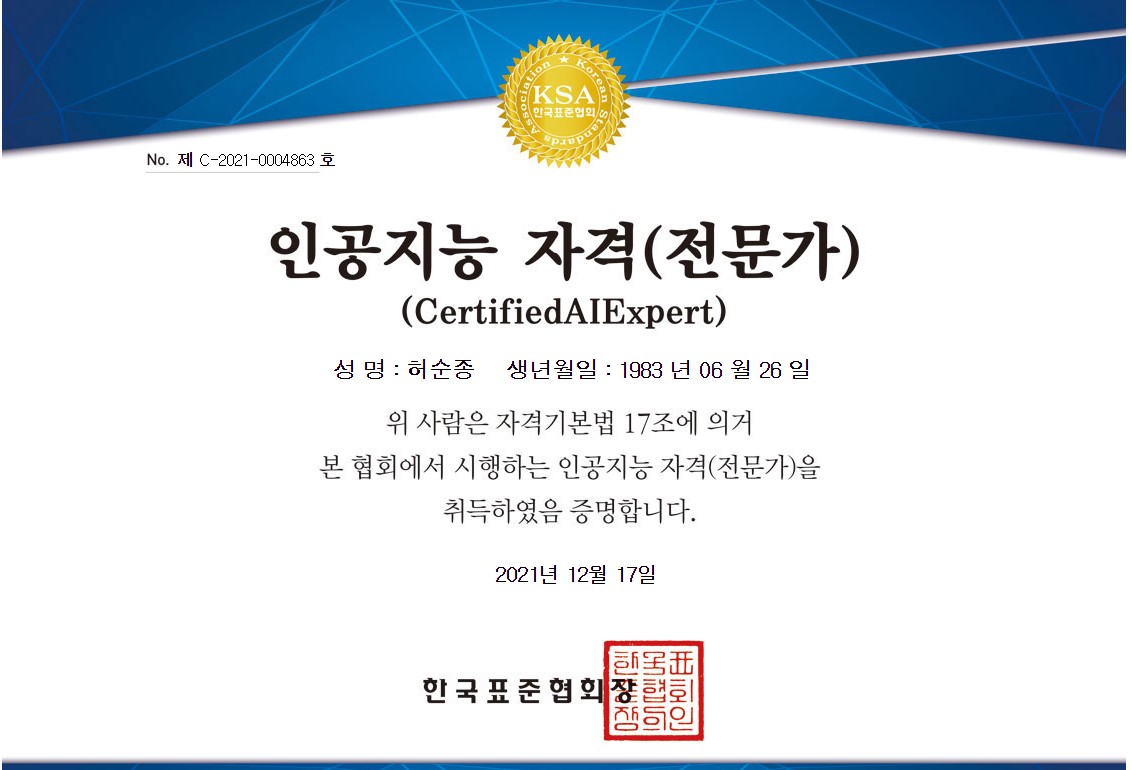 Korean Standards Association
KSA
한국표준협회
No. 제 C-2021-0004863 호
인공지능 자격(전문가)
(CertifiedAIExpert)
성 명 : 허순종 생년월일 : 1983 년 06 월 26 일
위 사람은 자격기본법 17조에 의거
본 협회에서 시행하는 인공지능 자격(전문가)을
취득하였음 증명합니다.
2021년 12월 17일
한국표준협회장
한국표
준협회
장의인